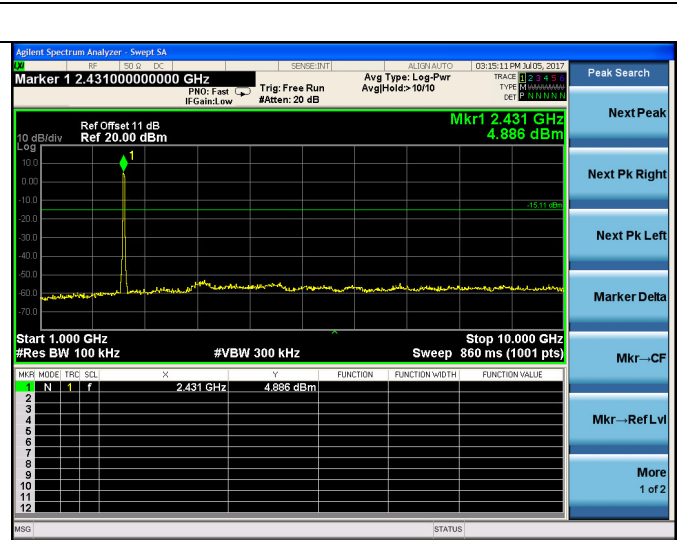 Agilent Spectrum Analyzer - Swept SA
LXI RF 50 Ω DC SENSE:INT ALIGN AUTO 03:15:11 PM Jul 05, 2017
Marker 1 2.431000000000 GHz
PNO: Fast
IFGain:Low
Trig: Free Run
#Atten: 20 dB
Avg Type: Log-Pwr
Avg|Hold:>10/10
TRACE 1 2 3 4 5 6
TYPE M
DET P N N N N N
Peak Search
Next Peak
Next Pk Right
Next Pk Left
Marker Delta
Mkr→CF
Mkr→Ref Lvl
More
1 of 2
Mkr1 2.431 GHz
4.886 dBm
Ref Offset 11 dB
10 dB/div Ref 20.00 dBm
Log
1
10.0
0.00
-10.0
-15.11 dBm
-20.0
-30.0
-40.0
-50.0
-60.0
-70.0
Start 1.000 GHz Stop 10.000 GHz
#Res BW 100 kHz #VBW 300 kHz Sweep 860 ms (1001 pts)
MKR MODE TRC SCL X Y FUNCTION FUNCTION WIDTH FUNCTION VALUE
1 N 1 f 2.431 GHz 4.886 dBm
2
3
4
5
6
7
8
9
10
11
12
MSG STATUS